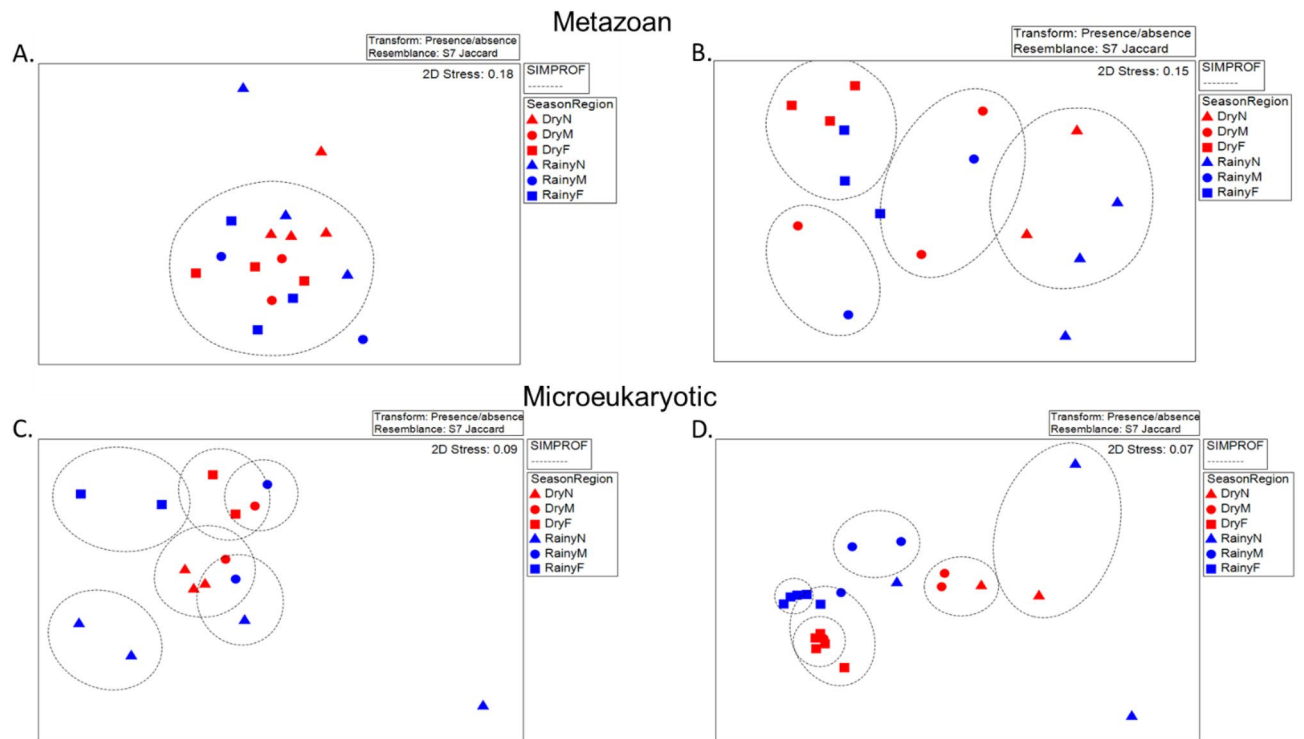 Metazoan
A.
Transform: Presence/absence
Resemblance: S7 Jaccard
2D Stress: 0.18
SIMPROF
SeasonRegion
DryN
DryM
DryF
RainyN
RainyM
RainyF
B.
Transform: Presence/absence
Resemblance: S7 Jaccard
2D Stress: 0.15
SIMPROF
SeasonRegion
DryN
DryM
DryF
RainyN
RainyM
RainyF
Microeukaryotic
C.
Transform: Presence/absence
Resemblance: S7 Jaccard
2D Stress: 0.09
SIMPROF
SeasonRegion
DryN
DryM
DryF
RainyN
RainyM
RainyF
D.
Transform: Presence/absence
Resemblance: S7 Jaccard
2D Stress: 0.07
SIMPROF
SeasonRegion
DryN
DryM
DryF
RainyN
RainyM
RainyF